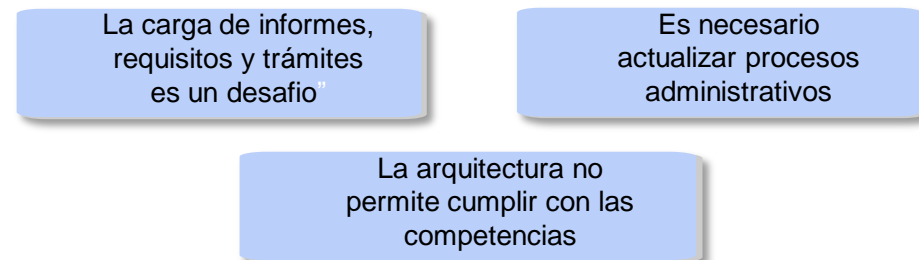 La carga de informes,
requisitos y trámites
es un desafio”
Es necesario
actualizar procesos
administrativos
La arquitectura no
permite cumplir con las
competencias